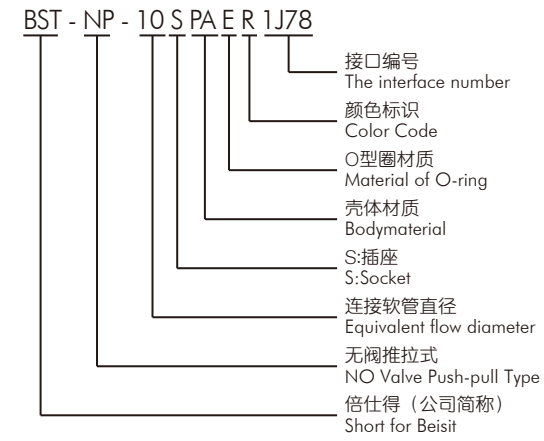 BST - NP - 10 S PA E R 1J78
接口编号
The interface number
颜色标识
Color Code
O型圈材质
Material of O-ring
壳体材质
Bodymaterial
S:插座
S:Socket
连接软管直径
Equivalent flow diameter
无阀推拉式
NO Valve Push-pull Type
倍仕得（公司简称）
Short for Beisit